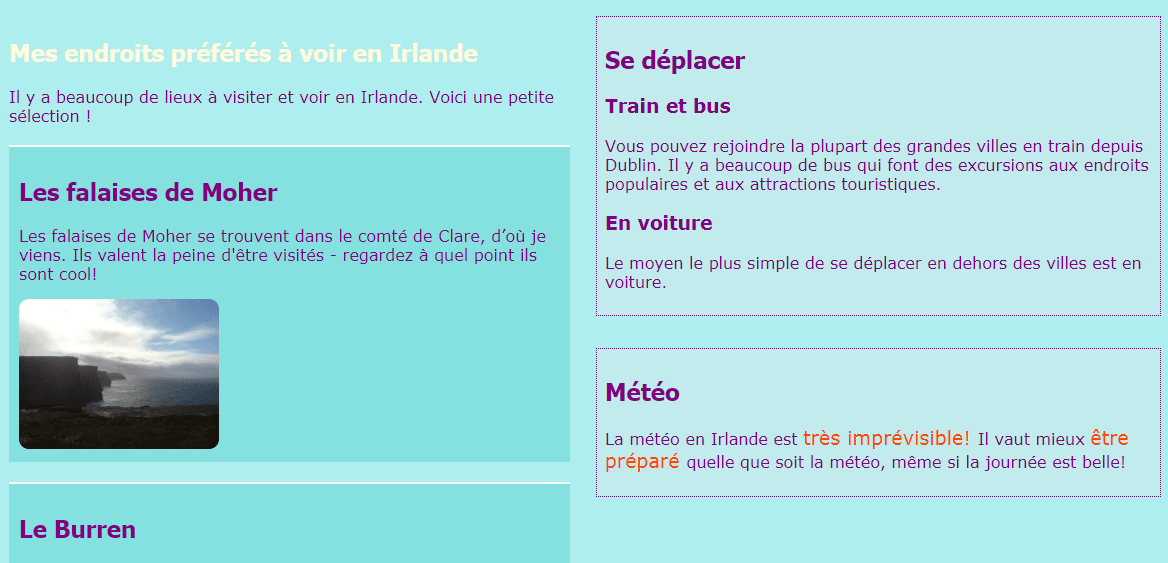 Mes endroits préférés à voir en Irlande
Il y a beaucoup de lieux à visiter et voir en Irlande. Voici une petite
sélection !
Les falaises de Moher
Les falaises de Moher se trouvent dans le comté de Clare, d’où je
viens. Ils valent la peine d'être visités - regardez à quel point ils
sont cool!
Le Burren
Se déplacer
Train et bus
Vous pouvez rejoindre la plupart des grandes villes en train depuis
Dublin. Il y a beaucoup de bus qui font des excursions aux endroits
populaires et aux attractions touristiques.
En voiture
Le moyen le plus simple de se déplacer en dehors des villes est en
voiture.
Météo
La météo en Irlande est très imprévisible! Il vaut mieux être
préparé quelle que soit la météo, même si la journée est belle!